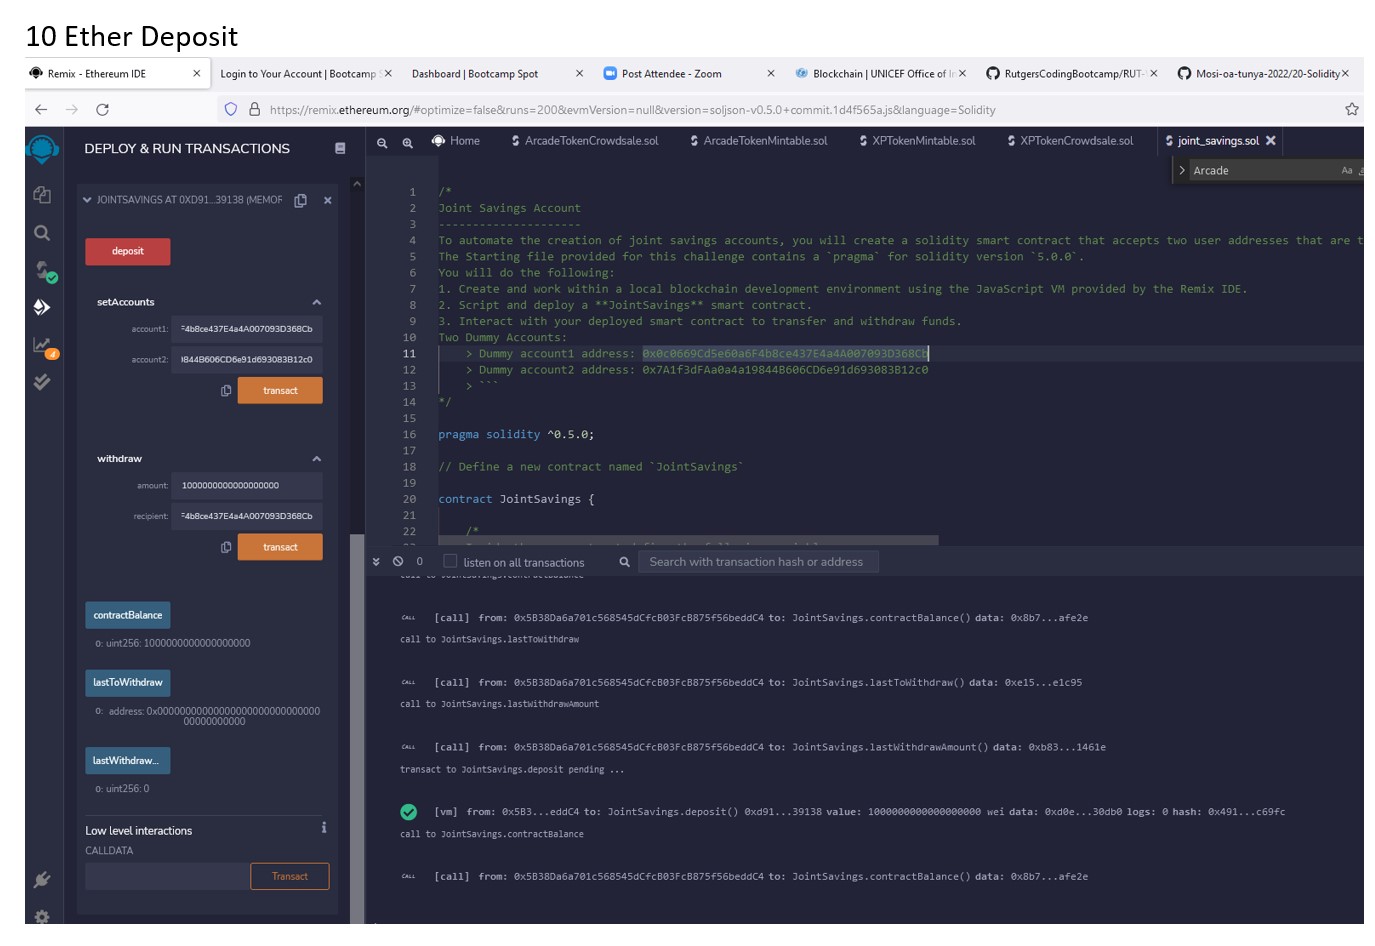 10 Ether Deposit
Remix - Ethereum IDE
Login to Your Account | Bootcamp S
Dashboard | Bootcamp Spot
Post Attendee - Zoom
Blockchain | UNICEF Office of In
RutgersCodingBootcamp/RUT-
Mosi-oa-tunya-2022/20-Solidity
https://remix.ethereum.org/#optimize=false&runs=200&evmVersion=null&version=soljson-v0.5.0+commit.1d4f565a.js&language=Solidity
DEPLOY & RUN TRANSACTIONS
Home
ArcadeTokenCrowdsale.sol
ArcadeTokenMintable.sol
XPTokenMintable.sol
XPTokenCrowdsale.sol
joint_savings.sol
Arcade
Aa
JOINTSAVINGS AT 0XD91...39138 (MEMOR
deposit
setAccounts
account1: F4b8ce437E4a4A007093D368Cb
account2: !844B606CD6e91d693083B12c0
transact
4
withdraw
amount: 1000000000000000000
recipient: F4b8ce437E4a4A007093D368Cb
transact
contractBalance
0: uint256: 1000000000000000000
lastToWithdraw
0: address: 0x00000000000000000000000000000
00000000000
lastWithdraw...
0: uint256: 0
Low level interactions
i
CALLDATA
Transact
1 /*
2 Joint Savings Account
3 ---------------------
4 To automate the creation of joint savings accounts, you will create a solidity smart contract that accepts two user addresses that are t
5 The Starting file provided for this challenge contains a `pragma` for solidity version `5.0.0`.
6 You will do the following:
7 1. Create and work within a local blockchain development environment using the JavaScript VM provided by the Remix IDE.
8 2. Script and deploy a **JointSavings** smart contract.
9 3. Interact with your deployed smart contract to transfer and withdraw funds.
10 Two Dummy Accounts:
11 > Dummy account1 address: 0x0c0669Cd5e60a6F4b8ce437E4a4A007093D368Cb
12 > Dummy account2 address: 0x7A1f3dFAa0a4a19844B606CD6e91d693083B12c0
13 > ```
14 */
15
16 pragma solidity ^0.5.0;
17
18 // Define a new contract named `JointSavings`
19
20 contract JointSavings {
21
22 /*
0
listen on all transactions
Search with transaction hash or address
call to JointSavings.contractBalance
CALL [call] from: 0x5B38Da6a701c568545dCfcB03FcB875f56beddC4 to: JointSavings.contractBalance() data: 0x8b7...afe2e
call to JointSavings.lastToWithdraw
CALL [call] from: 0x5B38Da6a701c568545dCfcB03FcB875f56beddC4 to: JointSavings.lastToWithdraw() data: 0xe15...e1c95
call to JointSavings.lastWithdrawAmount
CALL [call] from: 0x5B38Da6a701c568545dCfcB03FcB875f56beddC4 to: JointSavings.lastWithdrawAmount() data: 0xb83...1461e
transact to JointSavings.deposit pending ...
[vm] from: 0x5B3...eddC4 to: JointSavings.deposit() 0xd91...39138 value: 1000000000000000000 wei data: 0xd0e...30db0 logs: 0 hash: 0x491...c69fc
call to JointSavings.contractBalance
CALL [call] from: 0x5B38Da6a701c568545dCfcB03FcB875f56beddC4 to: JointSavings.contractBalance() data: 0x8b7...afe2e